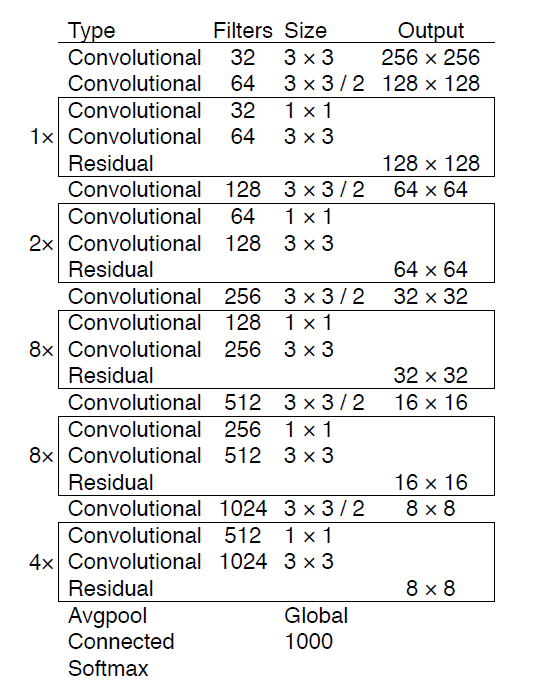 Type Filters Size Output
Convolutional 32 3 × 3 256 × 256
Convolutional 64 3 × 3 / 2 128 × 128
Convolutional 32 1 × 1
1× Convolutional 64 3 × 3
Residual 128 × 128
Convolutional 128 3 × 3 / 2 64 × 64
Convolutional 64 1 × 1
2× Convolutional 128 3 × 3
Residual 64 × 64
Convolutional 256 3 × 3 / 2 32 × 32
Convolutional 128 1 × 1
8× Convolutional 256 3 × 3
Residual 32 × 32
Convolutional 512 3 × 3 / 2 16 × 16
Convolutional 256 1 × 1
8× Convolutional 512 3 × 3
Residual 16 × 16
Convolutional 1024 3 × 3 / 2 8 × 8
Convolutional 512 1 × 1
4× Convolutional 1024 3 × 3
Residual 8 × 8
Avgpool Global
Connected 1000
Softmax